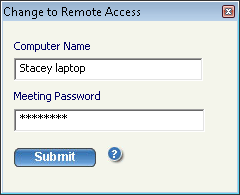 Change to Remote Access
Computer Name
Stacey laptop
Meeting Password
********
Submit
?